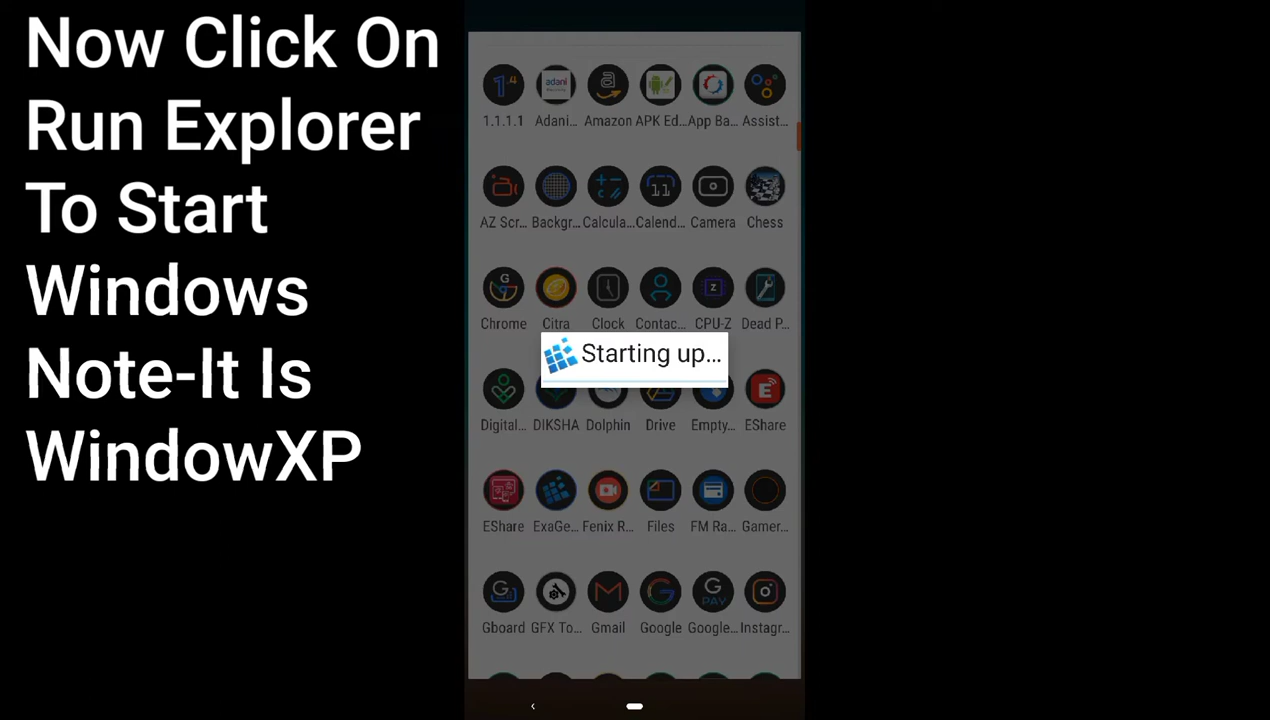 Now Click On
Run Explorer
To Start
Windows
Note-It Is
WindowXP
1.1.1.1 Adani... Amazon APK Ed... App Ba... Assist...
AZ Scr... Backgr... Calcula... Calend... Camera Chess
Chrome Citra Clock Contac... CPU-Z Dead P...
Starting up...
Digital... DIKSHA Dolphin Drive Empty... EShare
EShare ExaGe... Fenix R... Files FM Ra... Gamer...
Gboard GFX To... Gmail Google Google... Instagr...